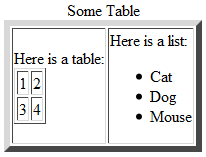 Some Table
Here is a table:
1 2
3 4
Here is a list:
• Cat
• Dog
• Mouse